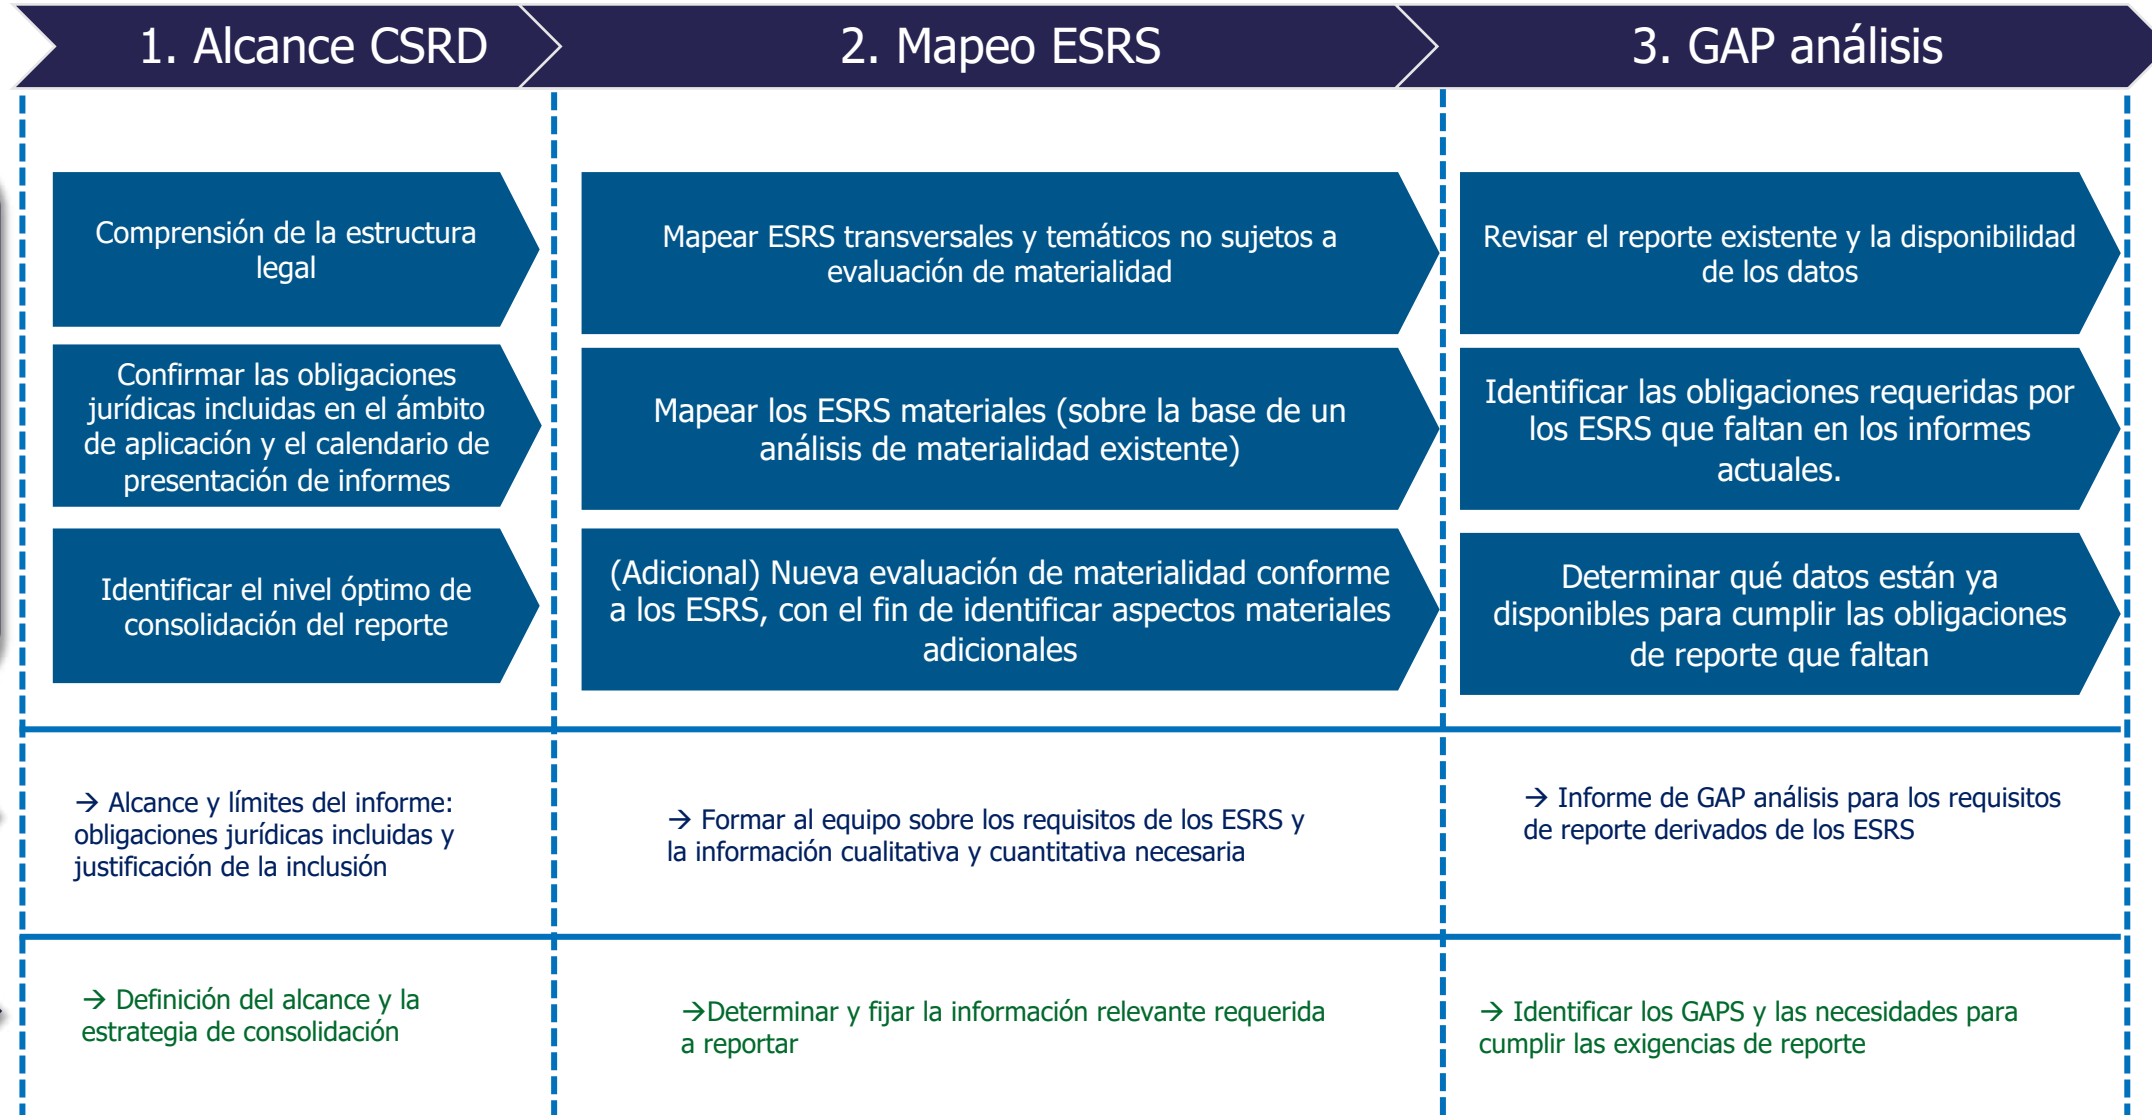 1. Alcance CSRD
2. Mapeo ESRS
3. GAP análisis
Comprensión de la estructura
legal
Mapear ESRS transversales y temáticos no sujetos a
evaluación de materialidad
Revisar el reporte existente y la disponibilidad
de los datos
Confirmar las obligaciones
jurídicas incluidas en el ámbito
de aplicación y el calendario de
presentación de informes
Mapear los ESRS materiales (sobre la base de un
análisis de materialidad existente)
Identificar las obligaciones requeridas por
los ESRS que faltan en los informes
actuales.
Identificar el nivel óptimo de
consolidación del reporte
(Adicional) Nueva evaluación de materialidad conforme
a los ESRS, con el fin de identificar aspectos materiales
adicionales
Determinar qué datos están ya
disponibles para cumplir las obligaciones
de reporte que faltan
→ Alcance y límites del informe:
obligaciones jurídicas incluidas y
justificación de la inclusión
→ Formar al equipo sobre los requisitos de los ESRS y
la información cualitativa y cuantitativa necesaria
→ Informe de GAP análisis para los requisitos
de reporte derivados de los ESRS
→ Definición del alcance y la
estrategia de consolidación
→Determinar y fijar la información relevante requerida
a reportar
→ Identificar los GAPS y las necesidades para
cumplir las exigencias de reporte